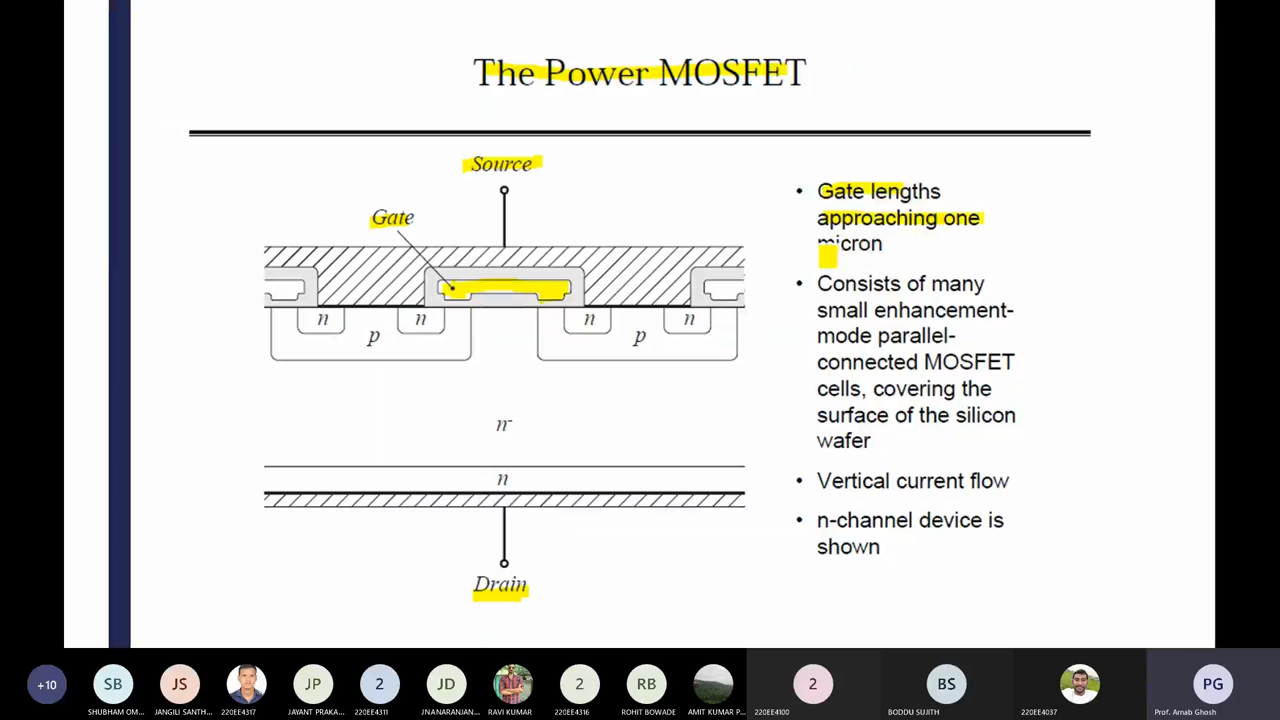 The Power MOSFET
Source
Gate
n
n
n
n
p
p
n-
n
Drain
• Gate lengths
approaching one
micron
• Consists of many
small enhancement-
mode parallel-
connected MOSFET
cells, covering the
surface of the silicon
wafer
• Vertical current flow
• n-channel device is
shown
+10
SB
JS
JP
2
JD
2
RB
2
BS
PG
SHUBHAM OM...
JANGILI SANTH...
220EE4317
JAYANT PRAKA...
220EE4311
JNANARANJAN...
RAVI KUMAR
220EE4316
ROHIT BOWADE
AMIT KUMAR P...
220EE4100
BODDU SUJITH
220EE4037
Prof. Arnab Ghosh